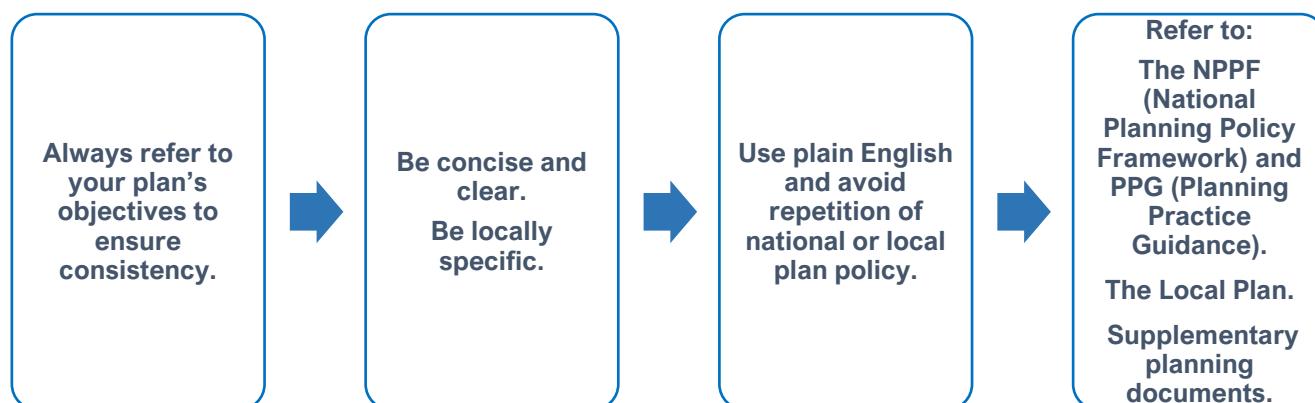 Always refer to
your plan’s
objectives to
ensure
consistency.
Be concise and
clear.
Be locally
specific.
Use plain English
and avoid
repetition of
national or local
plan policy.
Refer to:
The NPPF
(National
Planning Policy
Framework) and
PPG (Planning
Practice
Guidance).
The Local Plan.
Supplementary
planning
documents.